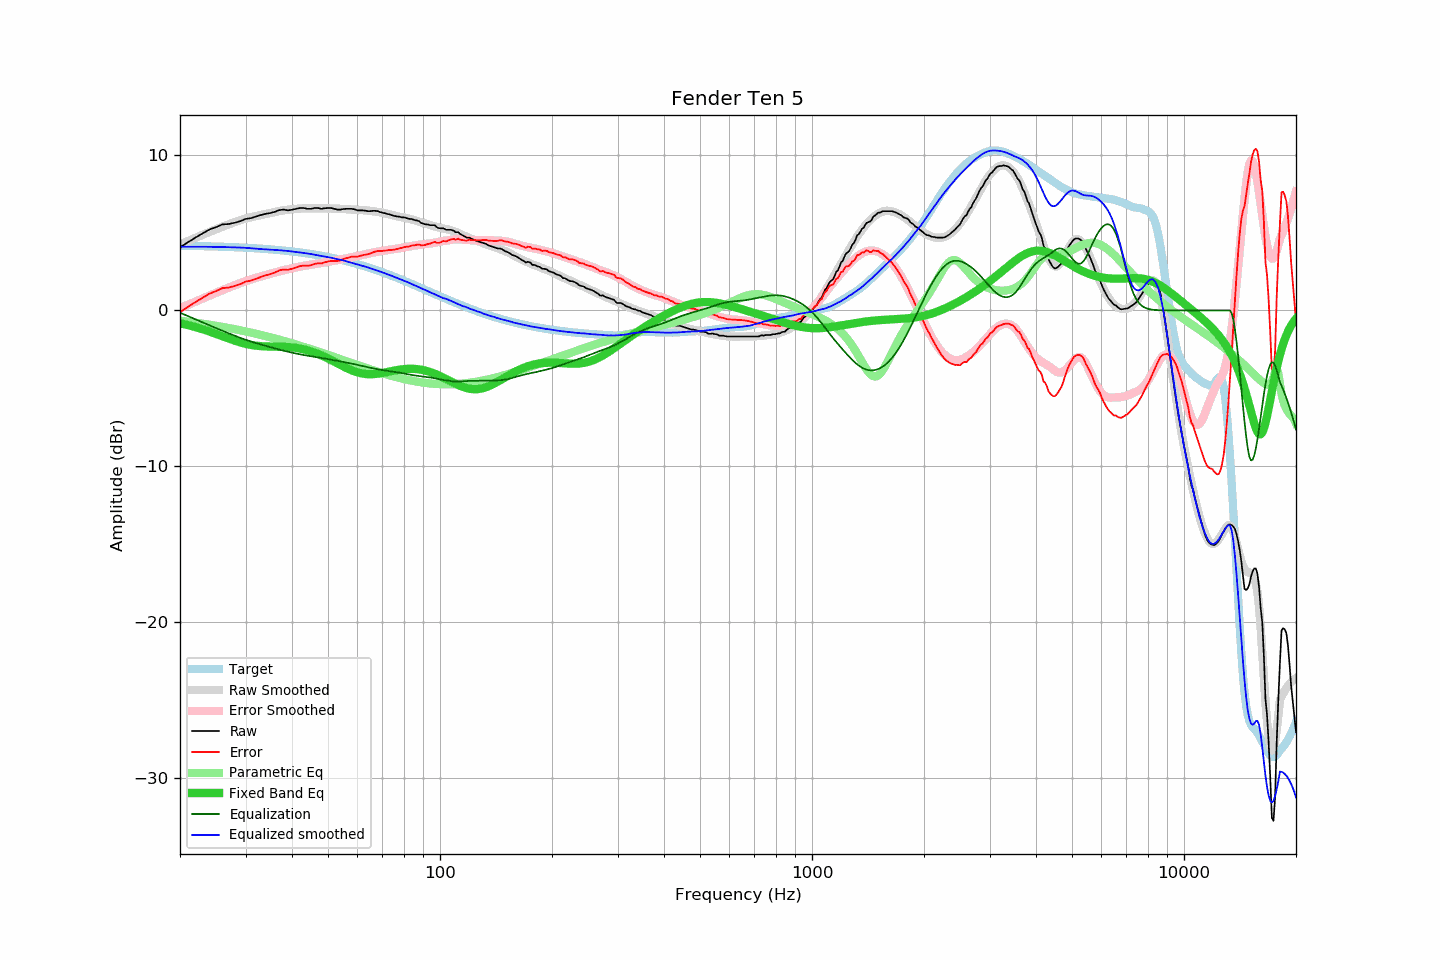 Fender Ten 5
10
0
−10
−20
−30
Amplitude (dBr)
Target
Raw Smoothed
Error Smoothed
Raw
Error
Parametric Eq
Fixed Band Eq
Equalization
Equalized smoothed
100
1000
10000
Frequency (Hz)